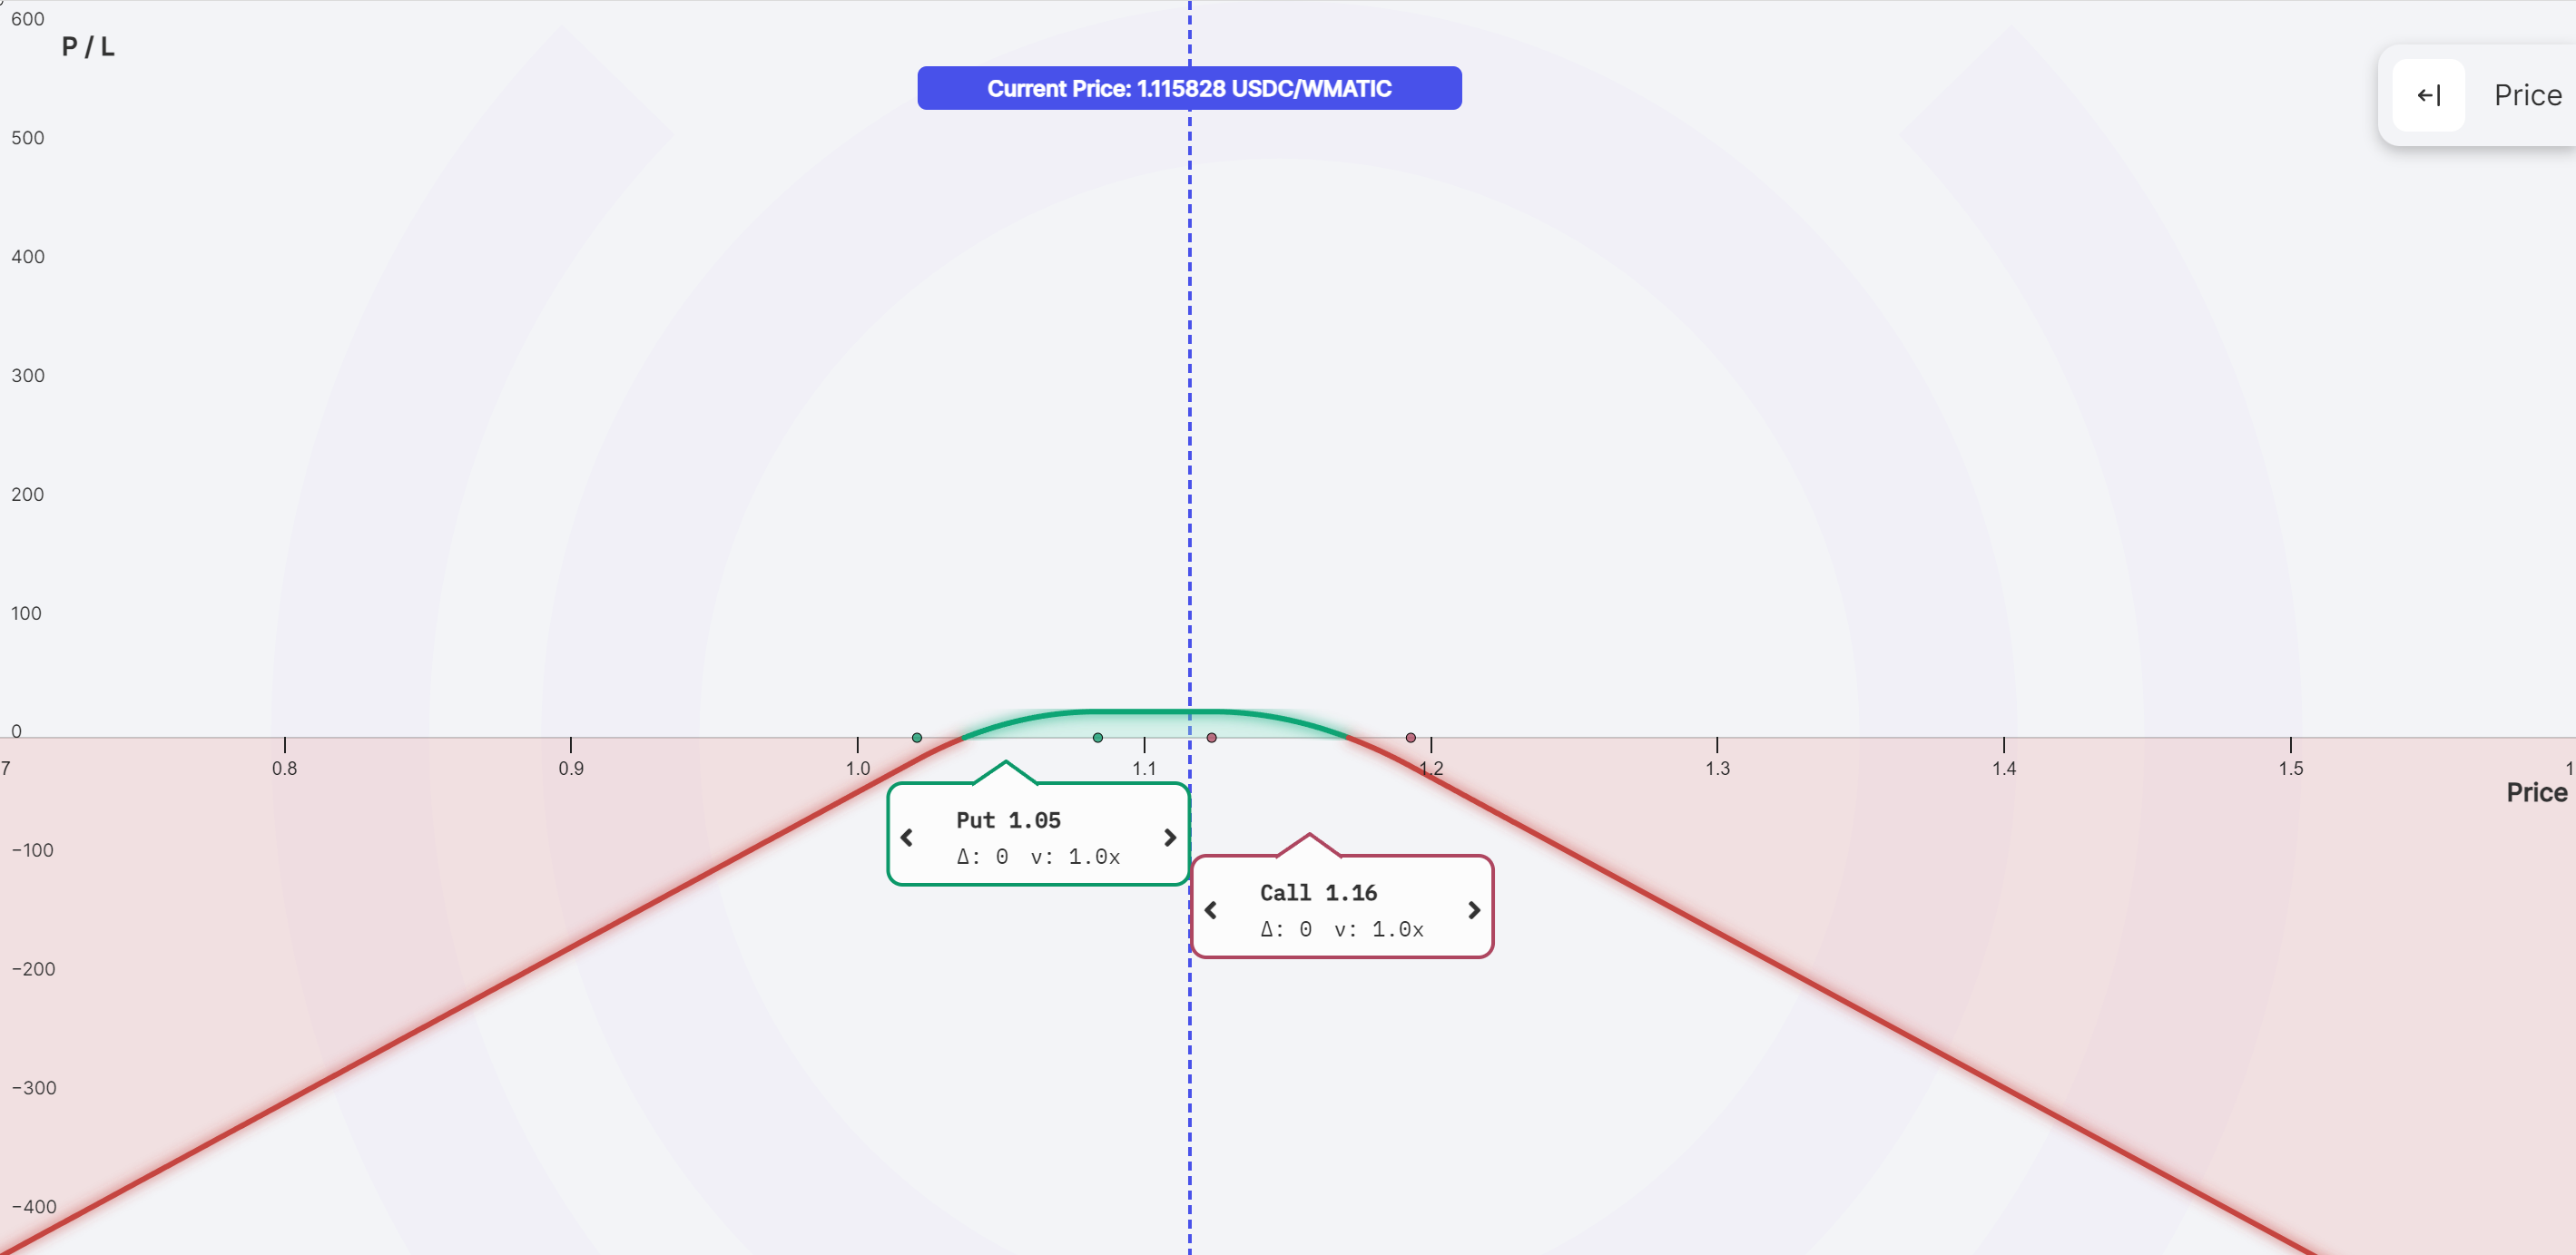 600
P / L
Current Price: 1.115828 USDC/WMATIC
Price
500
400
300
200
100
0
7 0.8 0.9 1.0 1.1 1.2 1.3 1.4 1.5 1
Price
Put 1.05
Δ: 0 ν: 1.0x
−100
Call 1.16
Δ: 0 ν: 1.0x
−200
−300
−400